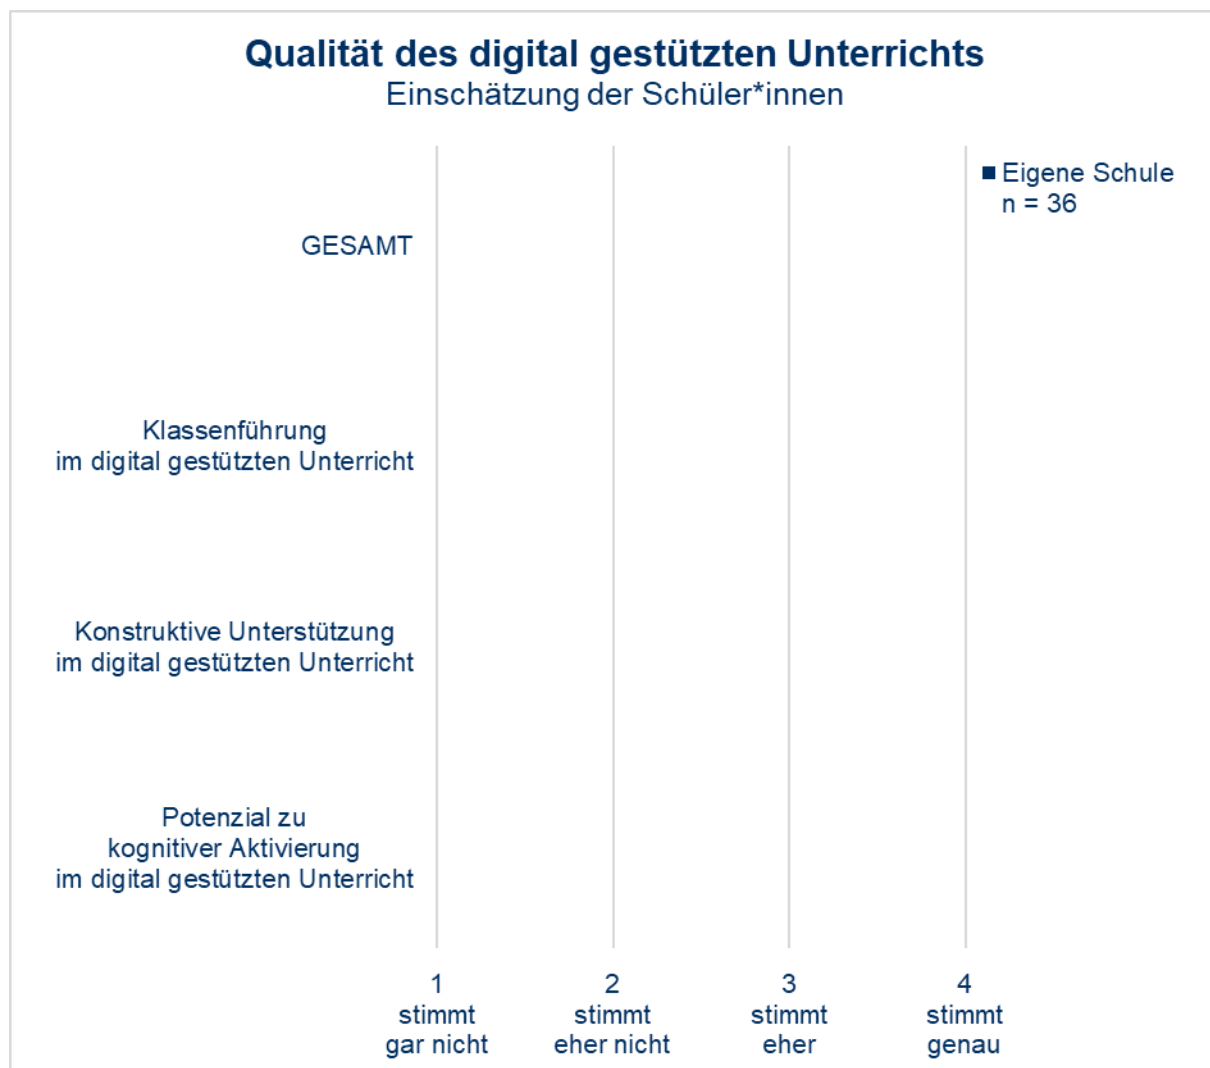 Qualität des digital gestützten Unterrichts
Einschätzung der Schüler*innen
Eigene Schule
n = 36
GESAMT
Klassenführung
im digital gestützten Unterricht
Konstruktive Unterstützung
im digital gestützten Unterricht
Potenzial zu
kognitiver Aktivierung
im digital gestützten Unterricht
1
stimmt
gar nicht
2
stimmt
eher nicht
3
stimmt
eher
4
stimmt
genau